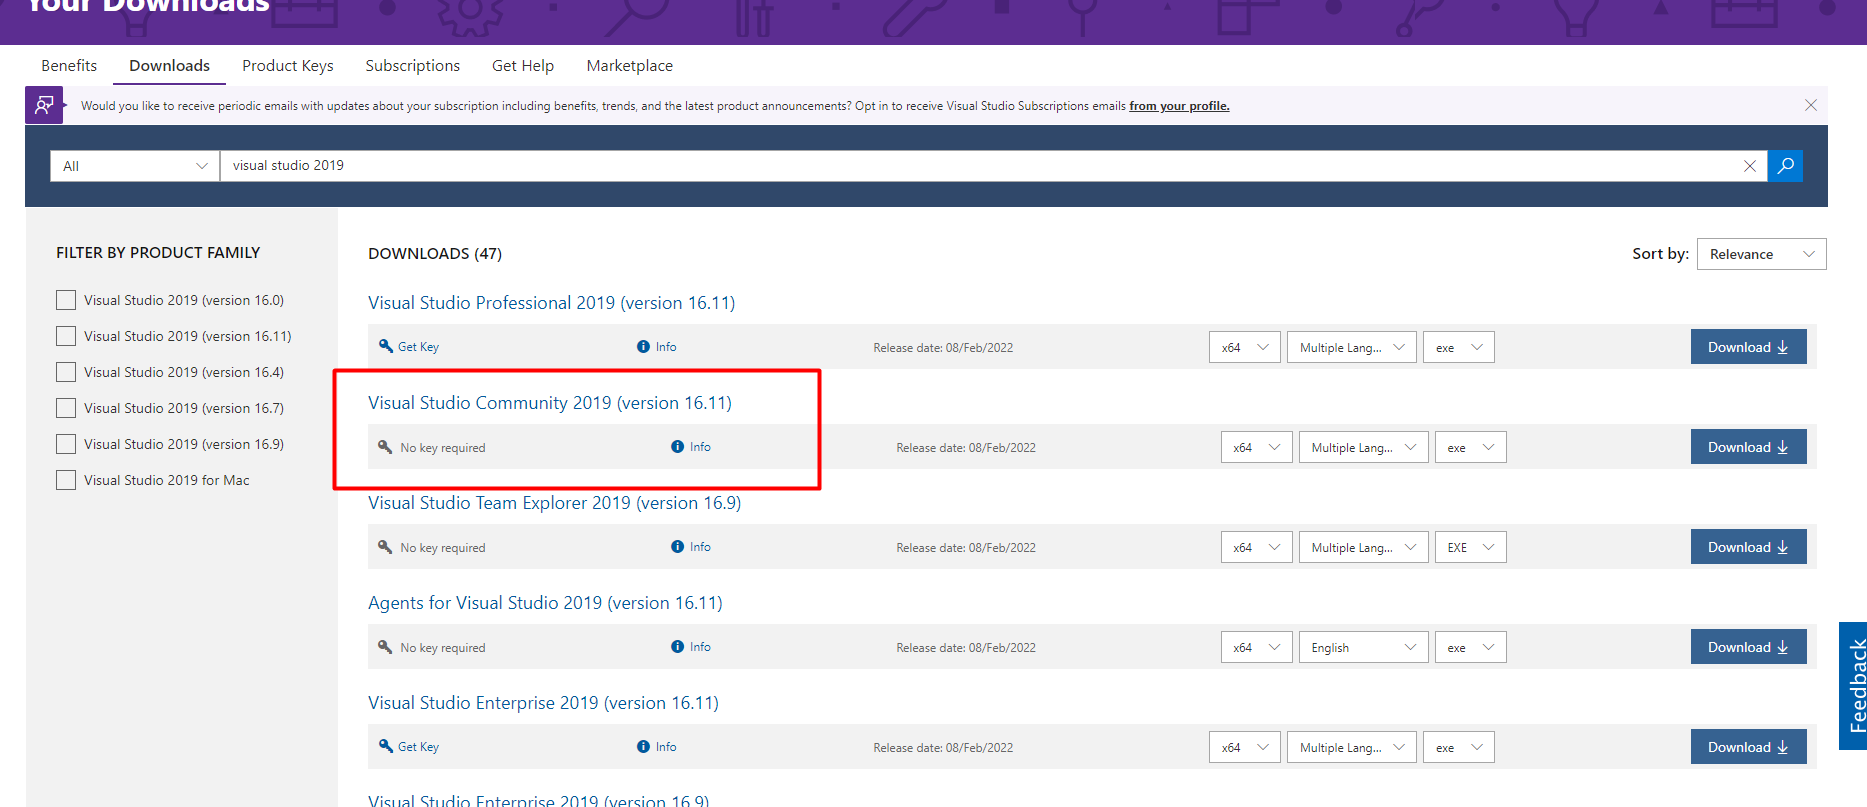 Your Downloads
Benefits Downloads Product Keys Subscriptions Get Help Marketplace
Would you like to receive periodic emails with updates about your subscription including benefits, trends, and the latest product announcements? Opt in to receive Visual Studio Subscriptions emails from your profile.
All visual studio 2019
FILTER BY PRODUCT FAMILY
Visual Studio 2019 (version 16.0)
Visual Studio 2019 (version 16.11)
Visual Studio 2019 (version 16.4)
Visual Studio 2019 (version 16.7)
Visual Studio 2019 (version 16.9)
Visual Studio 2019 for Mac
DOWNLOADS (47)
Sort by: Relevance
Visual Studio Professional 2019 (version 16.11)
Get Key Info Release date: 08/Feb/2022 x64 Multiple Lang... exe Download
Visual Studio Community 2019 (version 16.11)
No key required Info Release date: 08/Feb/2022 x64 Multiple Lang... exe Download
Visual Studio Team Explorer 2019 (version 16.9)
No key required Info Release date: 08/Feb/2022 x64 Multiple Lang... EXE Download
Agents for Visual Studio 2019 (version 16.11)
No key required Info Release date: 08/Feb/2022 x64 English exe Download
Visual Studio Enterprise 2019 (version 16.11)
Get Key Info Release date: 08/Feb/2022 x64 Multiple Lang... exe Download
Visual Studio Enterprise 2019 (version 16.9)
Feedback